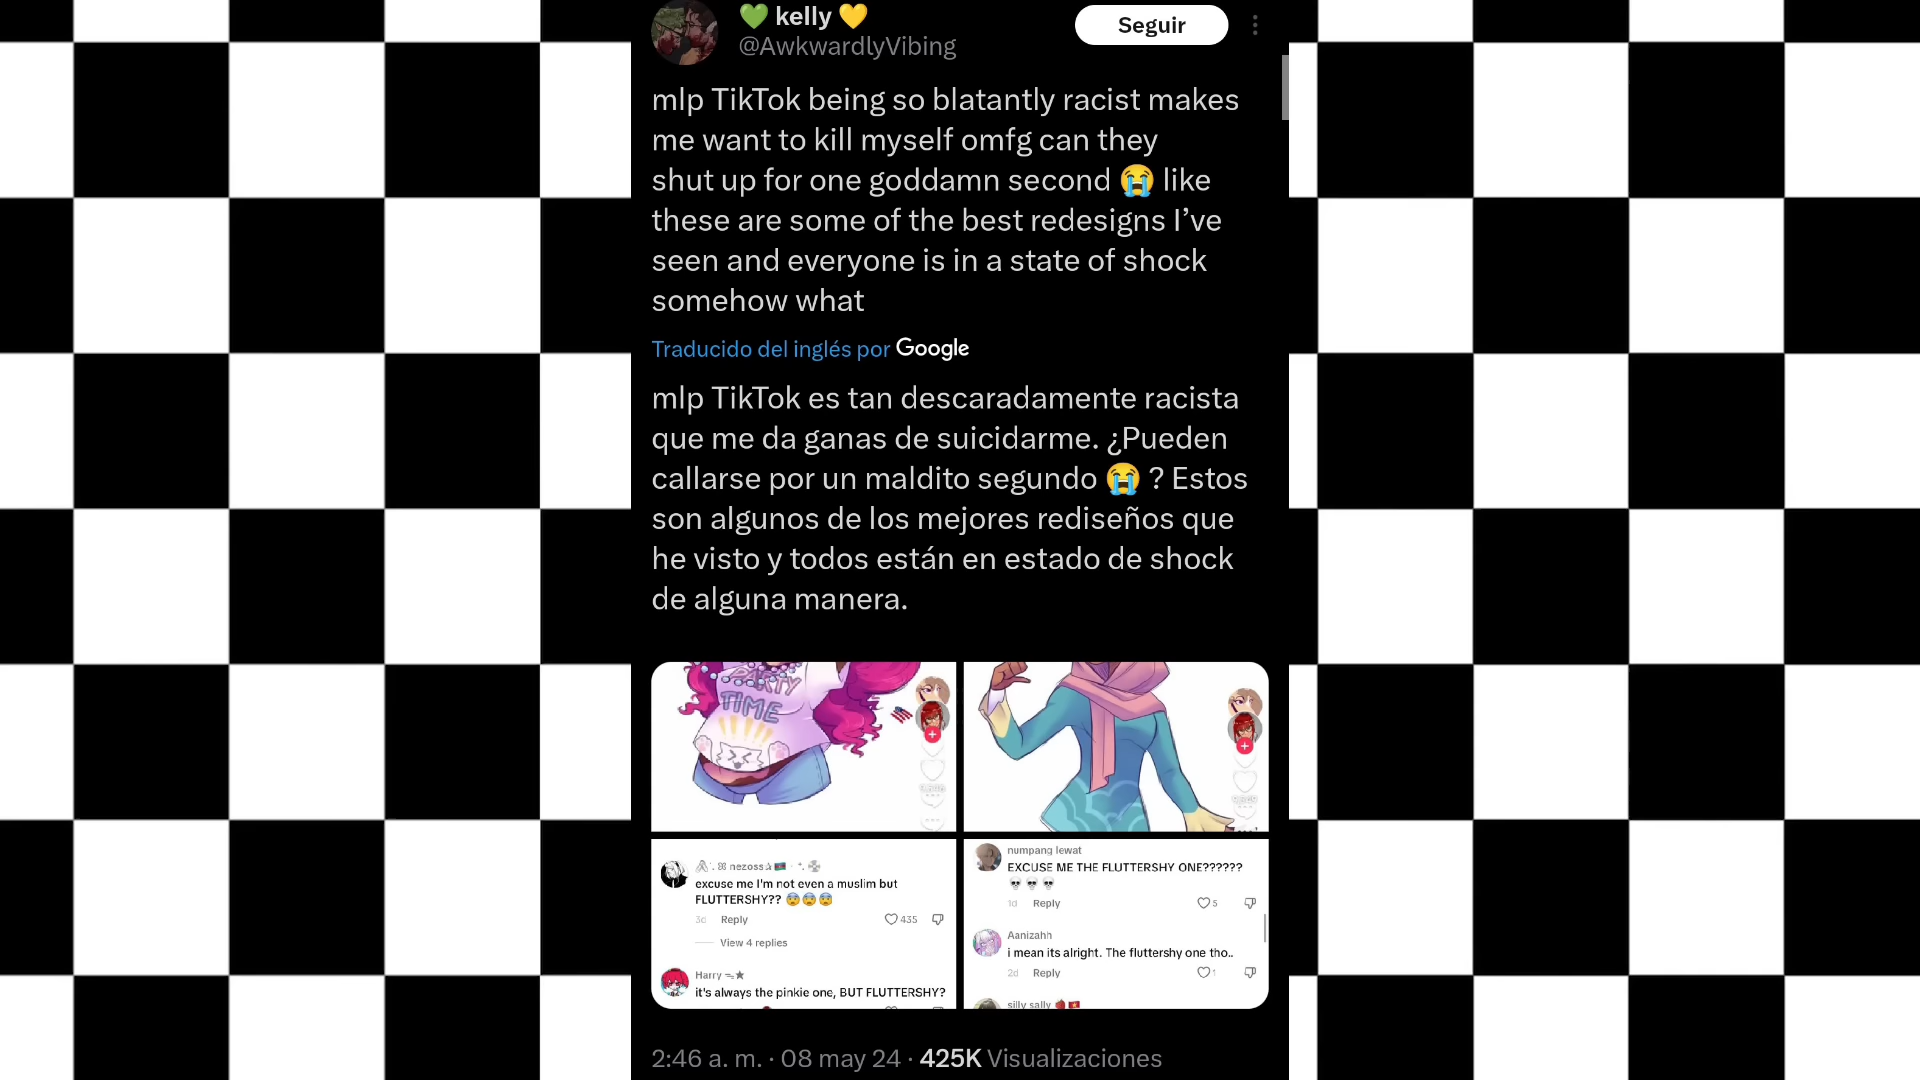 💚 kelly 💛
@AwkwardlyVibing
Seguir
mlp TikTok being so blatantly racist makes
me want to kill myself omfg can they
shut up for one goddamn second 😭 like
these are some of the best redesigns I’ve
seen and everyone is in a state of shock
somehow what
Traducido del inglés por Google
mlp TikTok es tan descaradamente racista
que me da ganas de suicidarme. ¿Pueden
callarse por un maldito segundo 😭 ? Estos
son algunos de los mejores rediseños que
he visto y todos están en estado de shock
de alguna manera.
PARTY
TIME
nezoss
excuse me I'm not even a muslim but
FLUTTERSHY?? 😨😨😨
3d Reply 435
View 4 replies
Harry
it's always the pinkie one, BUT FLUTTERSHY?
numpang lewat
EXCUSE ME THE FLUTTERSHY ONE??????
💀💀💀
1d Reply 5
Aanizahh
i mean its alright. The fluttershy one tho..
2d Reply 1
silly sally
2:46 a. m. · 08 may 24 · 425K Visualizaciones